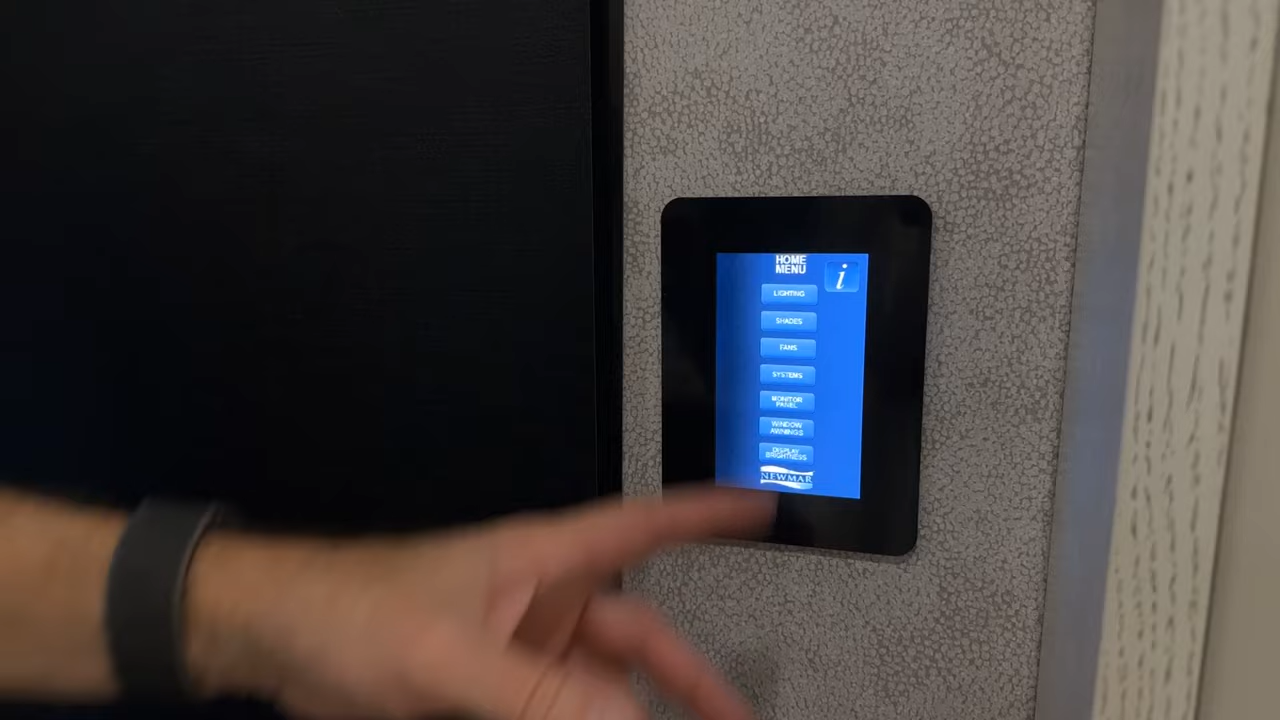 HOME
MENU
i
LIGHTING
SHADES
FANS
SYSTEMS
MONITOR
PANEL
WINDOW
AWNINGS
DISPLAY
BRIGHTNESS
NEWMAR